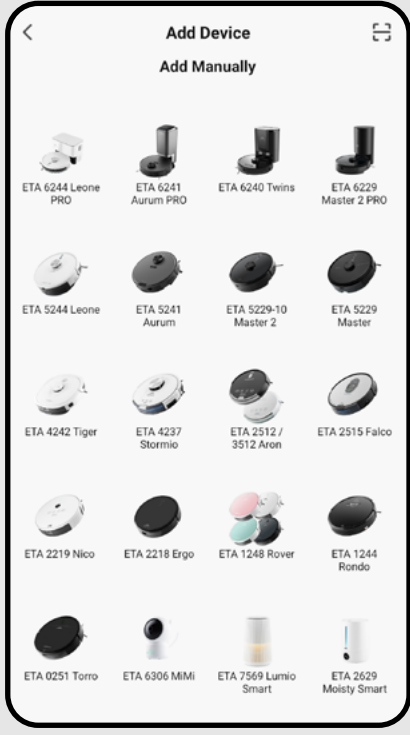 Add Device
Add Manually
ETA 6244 Leone
PRO
ETA 6241
Aurum PRO
ETA 6240 Twins
ETA 6229
Master 2 PRO
ETA 5244 Leone
ETA 5241
Aurum
ETA 5229-10
Master 2
ETA 5229
Master
ETA 4242 Tiger
ETA 4237
Stormio
ETA 2512 /
3512 Aron
ETA 2515 Falco
ETA 2219 Nico
ETA 2218 Ergo
ETA 1248 Rover
ETA 1244
Rondo
ETA 0251 Torro
ETA 6306 MiMi
ETA 7569 Lumio
Smart
ETA 2629
Moisty Smart